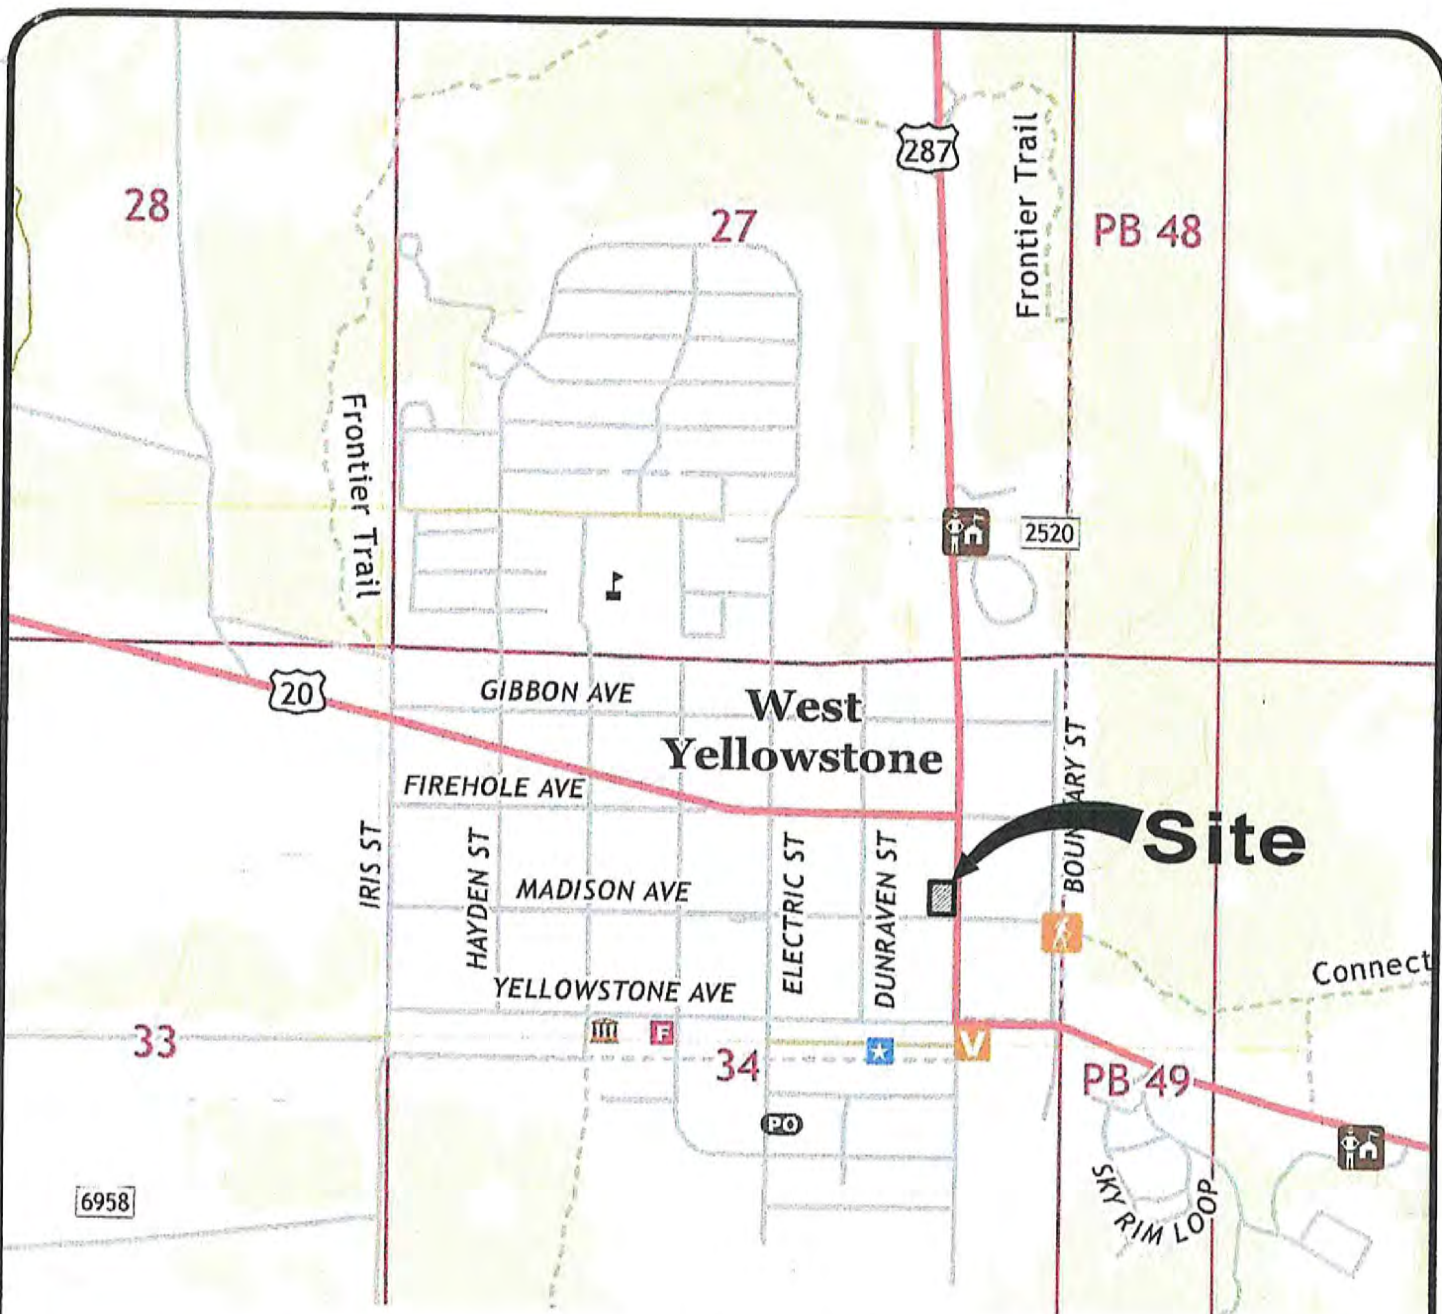 287
Frontier Trail
28
27
PB 48
Frontier Trail
2520
20
GIBBON AVE
West
Yellowstone
FIREHOLE AVE
BOUNDARY ST
Site
IRIS ST
HAYDEN ST
MADISON AVE
ELECTRIC ST
DUNRAVEN ST
YELLOWSTONE AVE
Connect
33
F
34
V
PB 49
PO
6958
SKY RIM LOOP